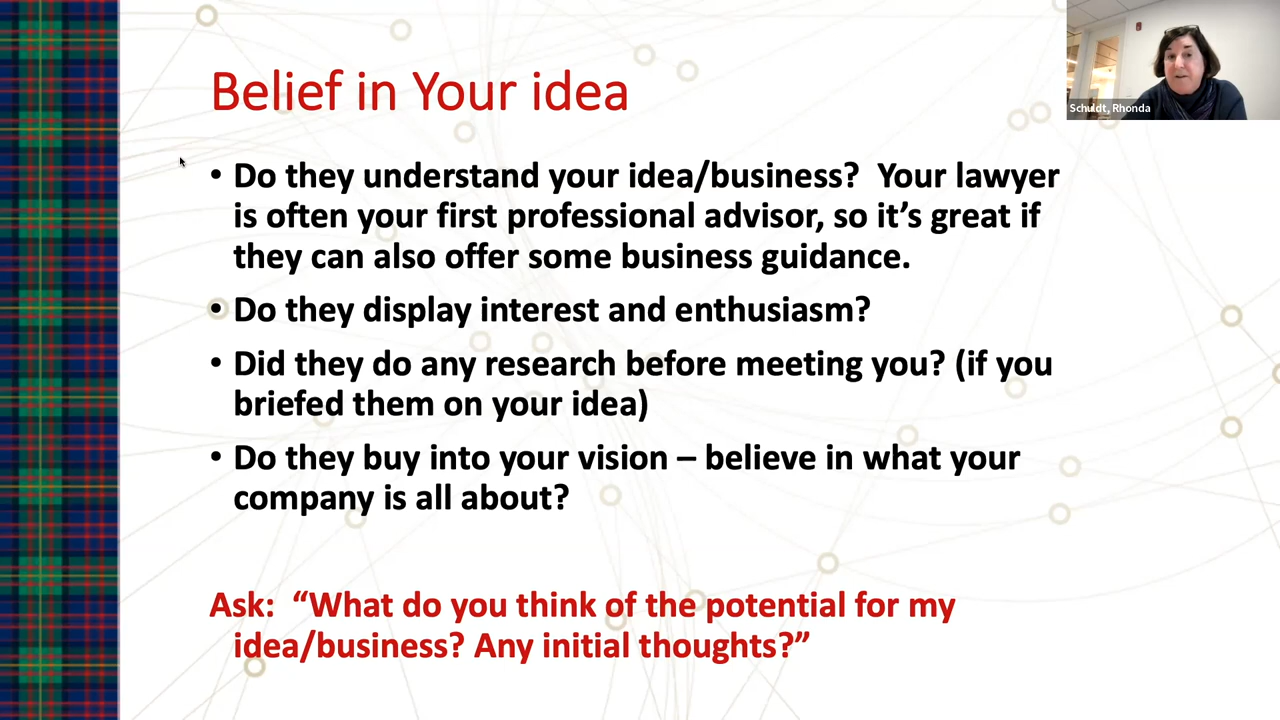 Belief in Your idea
Schuldt, Rhonda
• Do they understand your idea/business?  Your lawyer
is often your first professional advisor, so it’s great if
they can also offer some business guidance.
• Do they display interest and enthusiasm?
• Did they do any research before meeting you? (if you
briefed them on your idea)
• Do they buy into your vision – believe in what your
company is all about?
Ask:  “What do you think of the potential for my
idea/business? Any initial thoughts?”